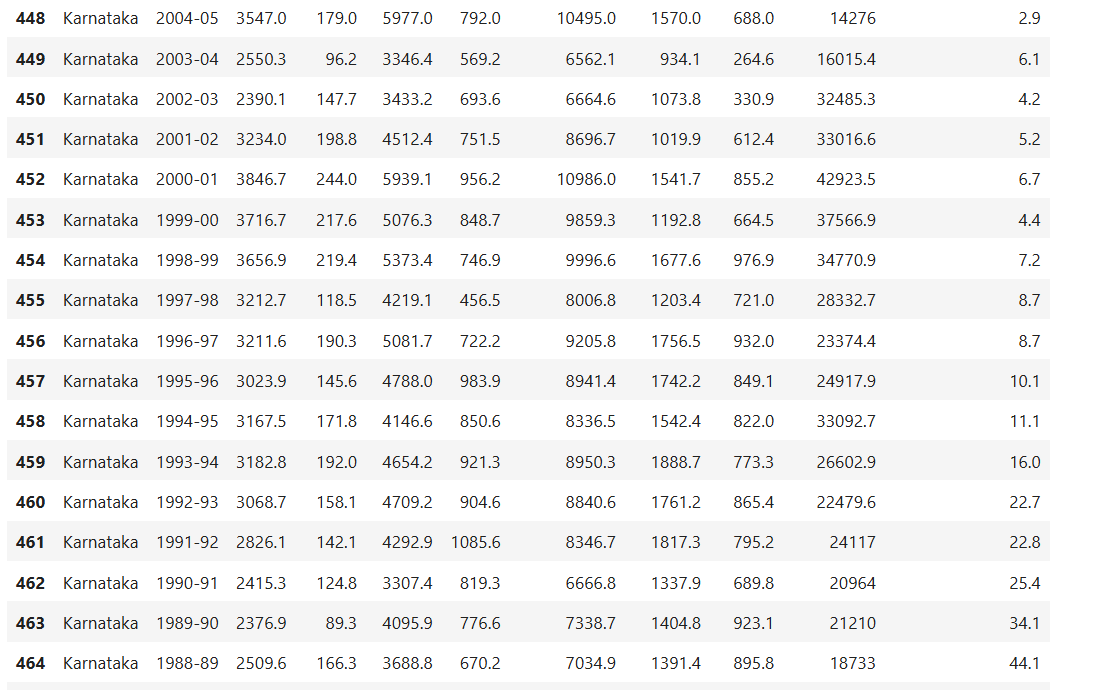 448 Karnataka 2004-05 3547.0 179.0 5977.0 792.0 10495.0 1570.0 688.0 14276 2.9
449 Karnataka 2003-04 2550.3 96.2 3346.4 569.2 6562.1 934.1 264.6 16015.4 6.1
450 Karnataka 2002-03 2390.1 147.7 3433.2 693.6 6664.6 1073.8 330.9 32485.3 4.2
451 Karnataka 2001-02 3234.0 198.8 4512.4 751.5 8696.7 1019.9 612.4 33016.6 5.2
452 Karnataka 2000-01 3846.7 244.0 5939.1 956.2 10986.0 1541.7 855.2 42923.5 6.7
453 Karnataka 1999-00 3716.7 217.6 5076.3 848.7 9859.3 1192.8 664.5 37566.9 4.4
454 Karnataka 1998-99 3656.9 219.4 5373.4 746.9 9996.6 1677.6 976.9 34770.9 7.2
455 Karnataka 1997-98 3212.7 118.5 4219.1 456.5 8006.8 1203.4 721.0 28332.7 8.7
456 Karnataka 1996-97 3211.6 190.3 5081.7 722.2 9205.8 1756.5 932.0 23374.4 8.7
457 Karnataka 1995-96 3023.9 145.6 4788.0 983.9 8941.4 1742.2 849.1 24917.9 10.1
458 Karnataka 1994-95 3167.5 171.8 4146.6 850.6 8336.5 1542.4 822.0 33092.7 11.1
459 Karnataka 1993-94 3182.8 192.0 4654.2 921.3 8950.3 1888.7 773.3 26602.9 16.0
460 Karnataka 1992-93 3068.7 158.1 4709.2 904.6 8840.6 1761.2 865.4 22479.6 22.7
461 Karnataka 1991-92 2826.1 142.1 4292.9 1085.6 8346.7 1817.3 795.2 24117 22.8
462 Karnataka 1990-91 2415.3 124.8 3307.4 819.3 6666.8 1337.9 689.8 20964 25.4
463 Karnataka 1989-90 2376.9 89.3 4095.9 776.6 7338.7 1404.8 923.1 21210 34.1
464 Karnataka 1988-89 2509.6 166.3 3688.8 670.2 7034.9 1391.4 895.8 18733 44.1